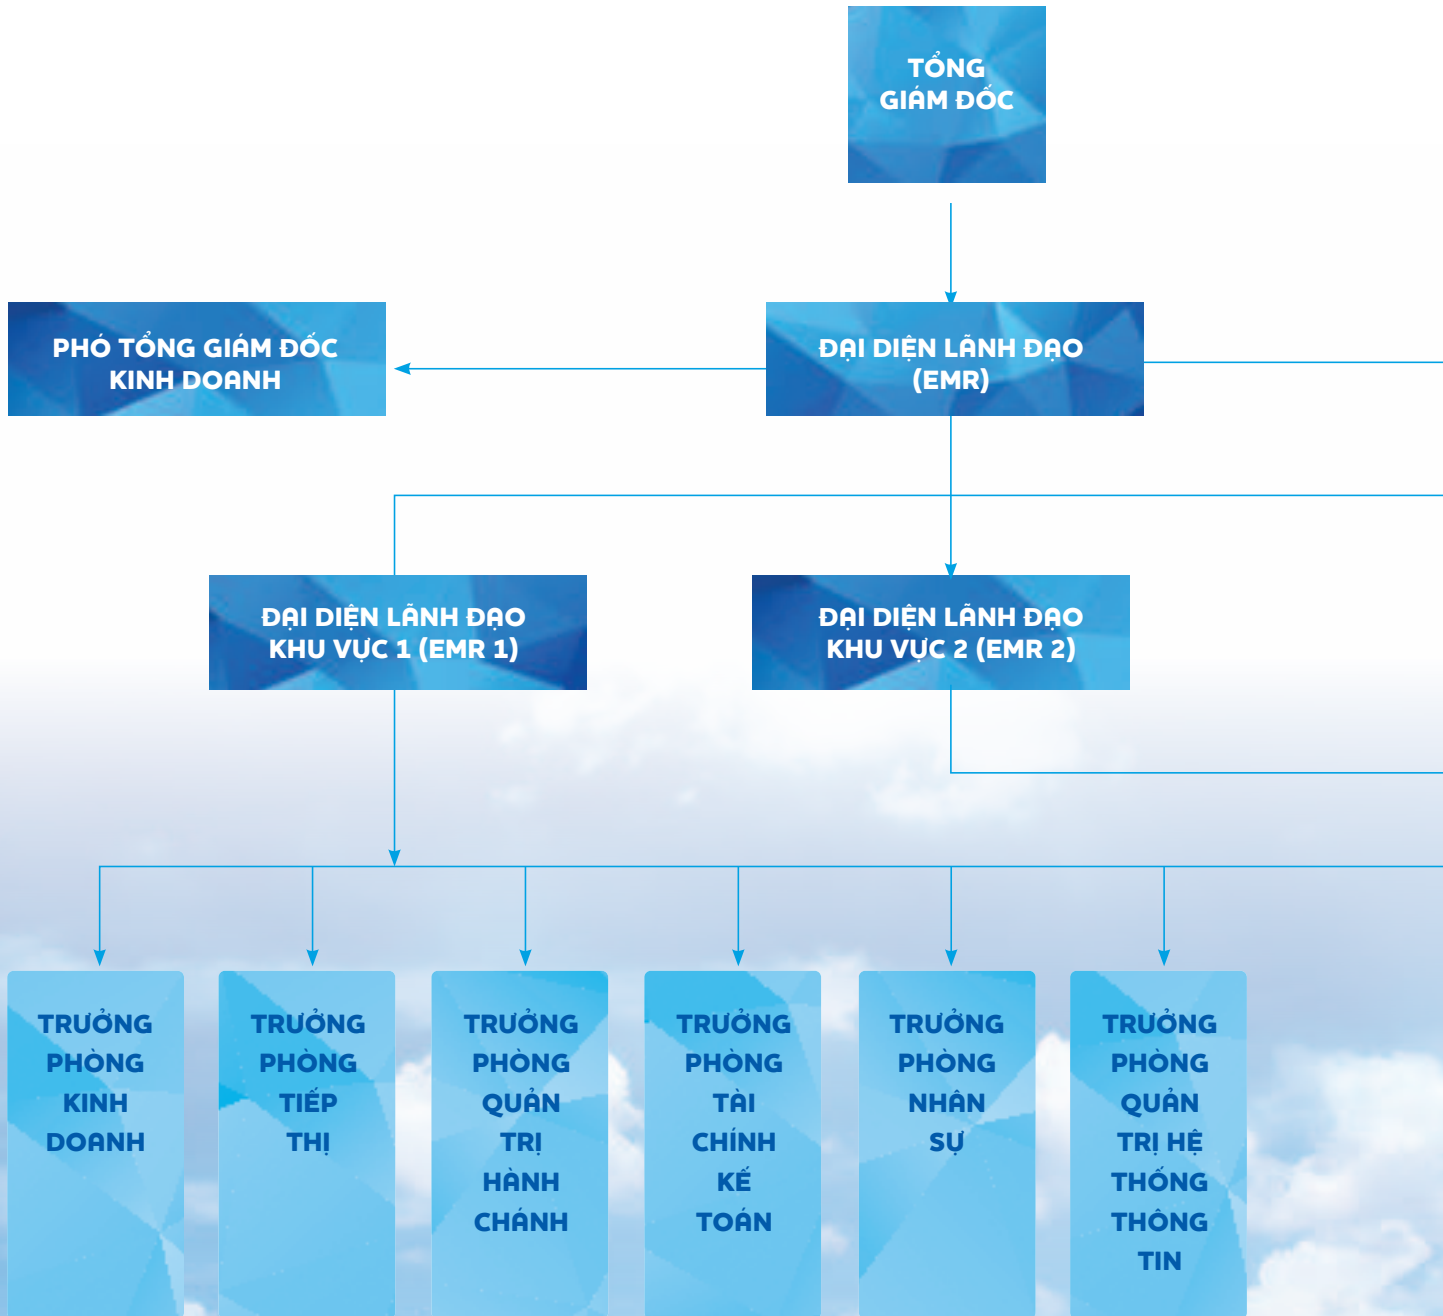 TỔNG
GIÁM ĐỐC
PHÓ TỔNG GIÁM ĐỐC
KINH DOANH
ĐẠI DIỆN LÃNH ĐẠO
(EMR)
ĐẠI DIỆN LÃNH ĐẠO
KHU VỰC 1 (EMR 1)
ĐẠI DIỆN LÃNH ĐẠO
KHU VỰC 2 (EMR 2)
TRƯỞNG
PHÒNG
KINH
DOANH
TRƯỞNG
PHÒNG
TIẾP
THỊ
TRƯỞNG
PHÒNG
QUẢN
TRỊ
HÀNH
CHÁNH
TRƯỞNG
PHÒNG
TÀI
CHÍNH
KẾ
TOÁN
TRƯỞNG
PHÒNG
NHÂN
SỰ
TRƯỞNG
PHÒNG
QUẢN
TRỊ HỆ
THỐNG
THÔNG
TIN